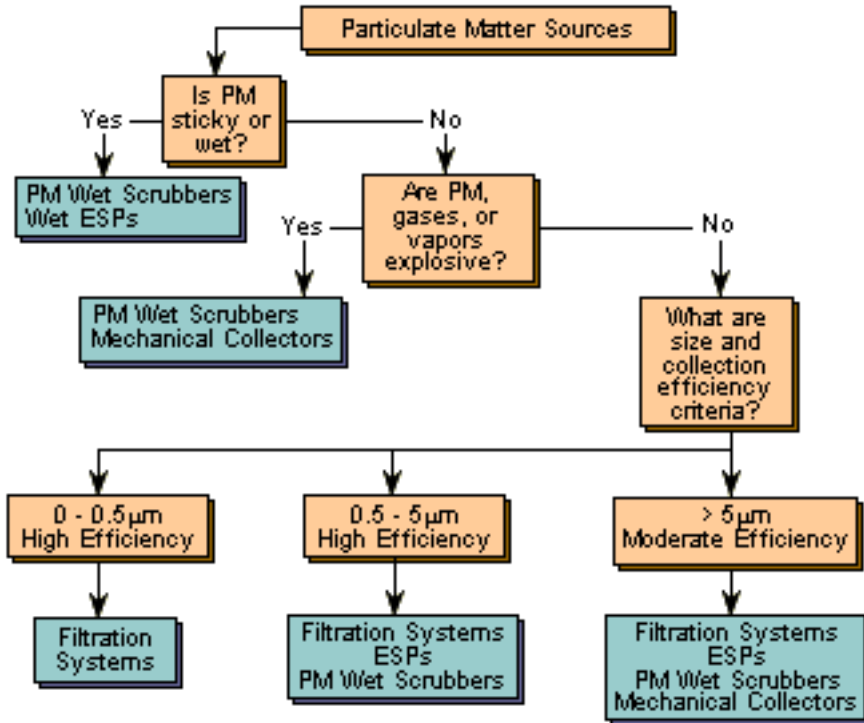 Particulate Matter Sources
Is PM
sticky or
wet?
Yes
No
PM Wet Scrubbers
Wet ESPs
Are PM,
gases, or
vapors
explosive?
Yes
No
PM Wet Scrubbers
Mechanical Collectors
What are
size and
collection
efficiency
criteria?
0 - 0.5µm
High Efficiency
0.5 - 5µm
High Efficiency
> 5µm
Moderate Efficiency
Filtration
Systems
Filtration Systems
ESPs
PM Wet Scrubbers
Filtration Systems
ESPs
PM Wet Scrubbers
Mechanical Collectors